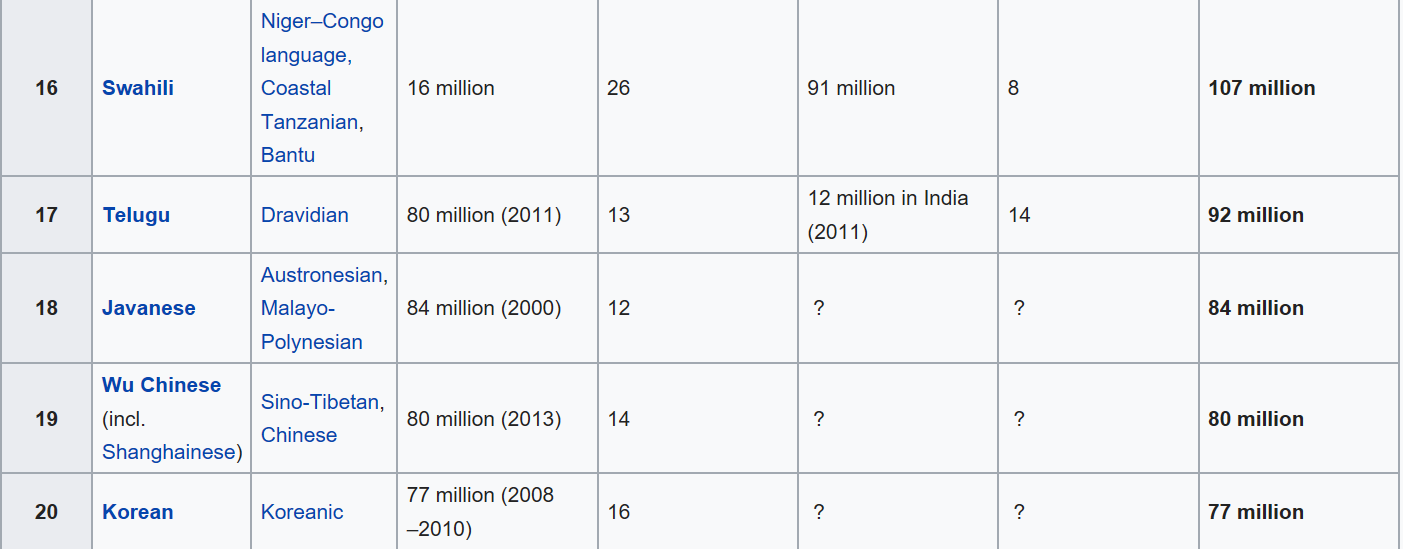 16 Swahili Niger–Congo language, Coastal Tanzanian, Bantu 16 million 26 91 million 8 107 million
17 Telugu Dravidian 80 million (2011) 13 12 million in India (2011) 14 92 million
18 Javanese Austronesian, Malayo-Polynesian 84 million (2000) 12 ? ? 84 million
19 Wu Chinese (incl. Shanghainese) Sino-Tibetan, Chinese 80 million (2013) 14 ? ? 80 million
20 Korean Koreanic 77 million (2008–2010) 16 ? ? 77 million